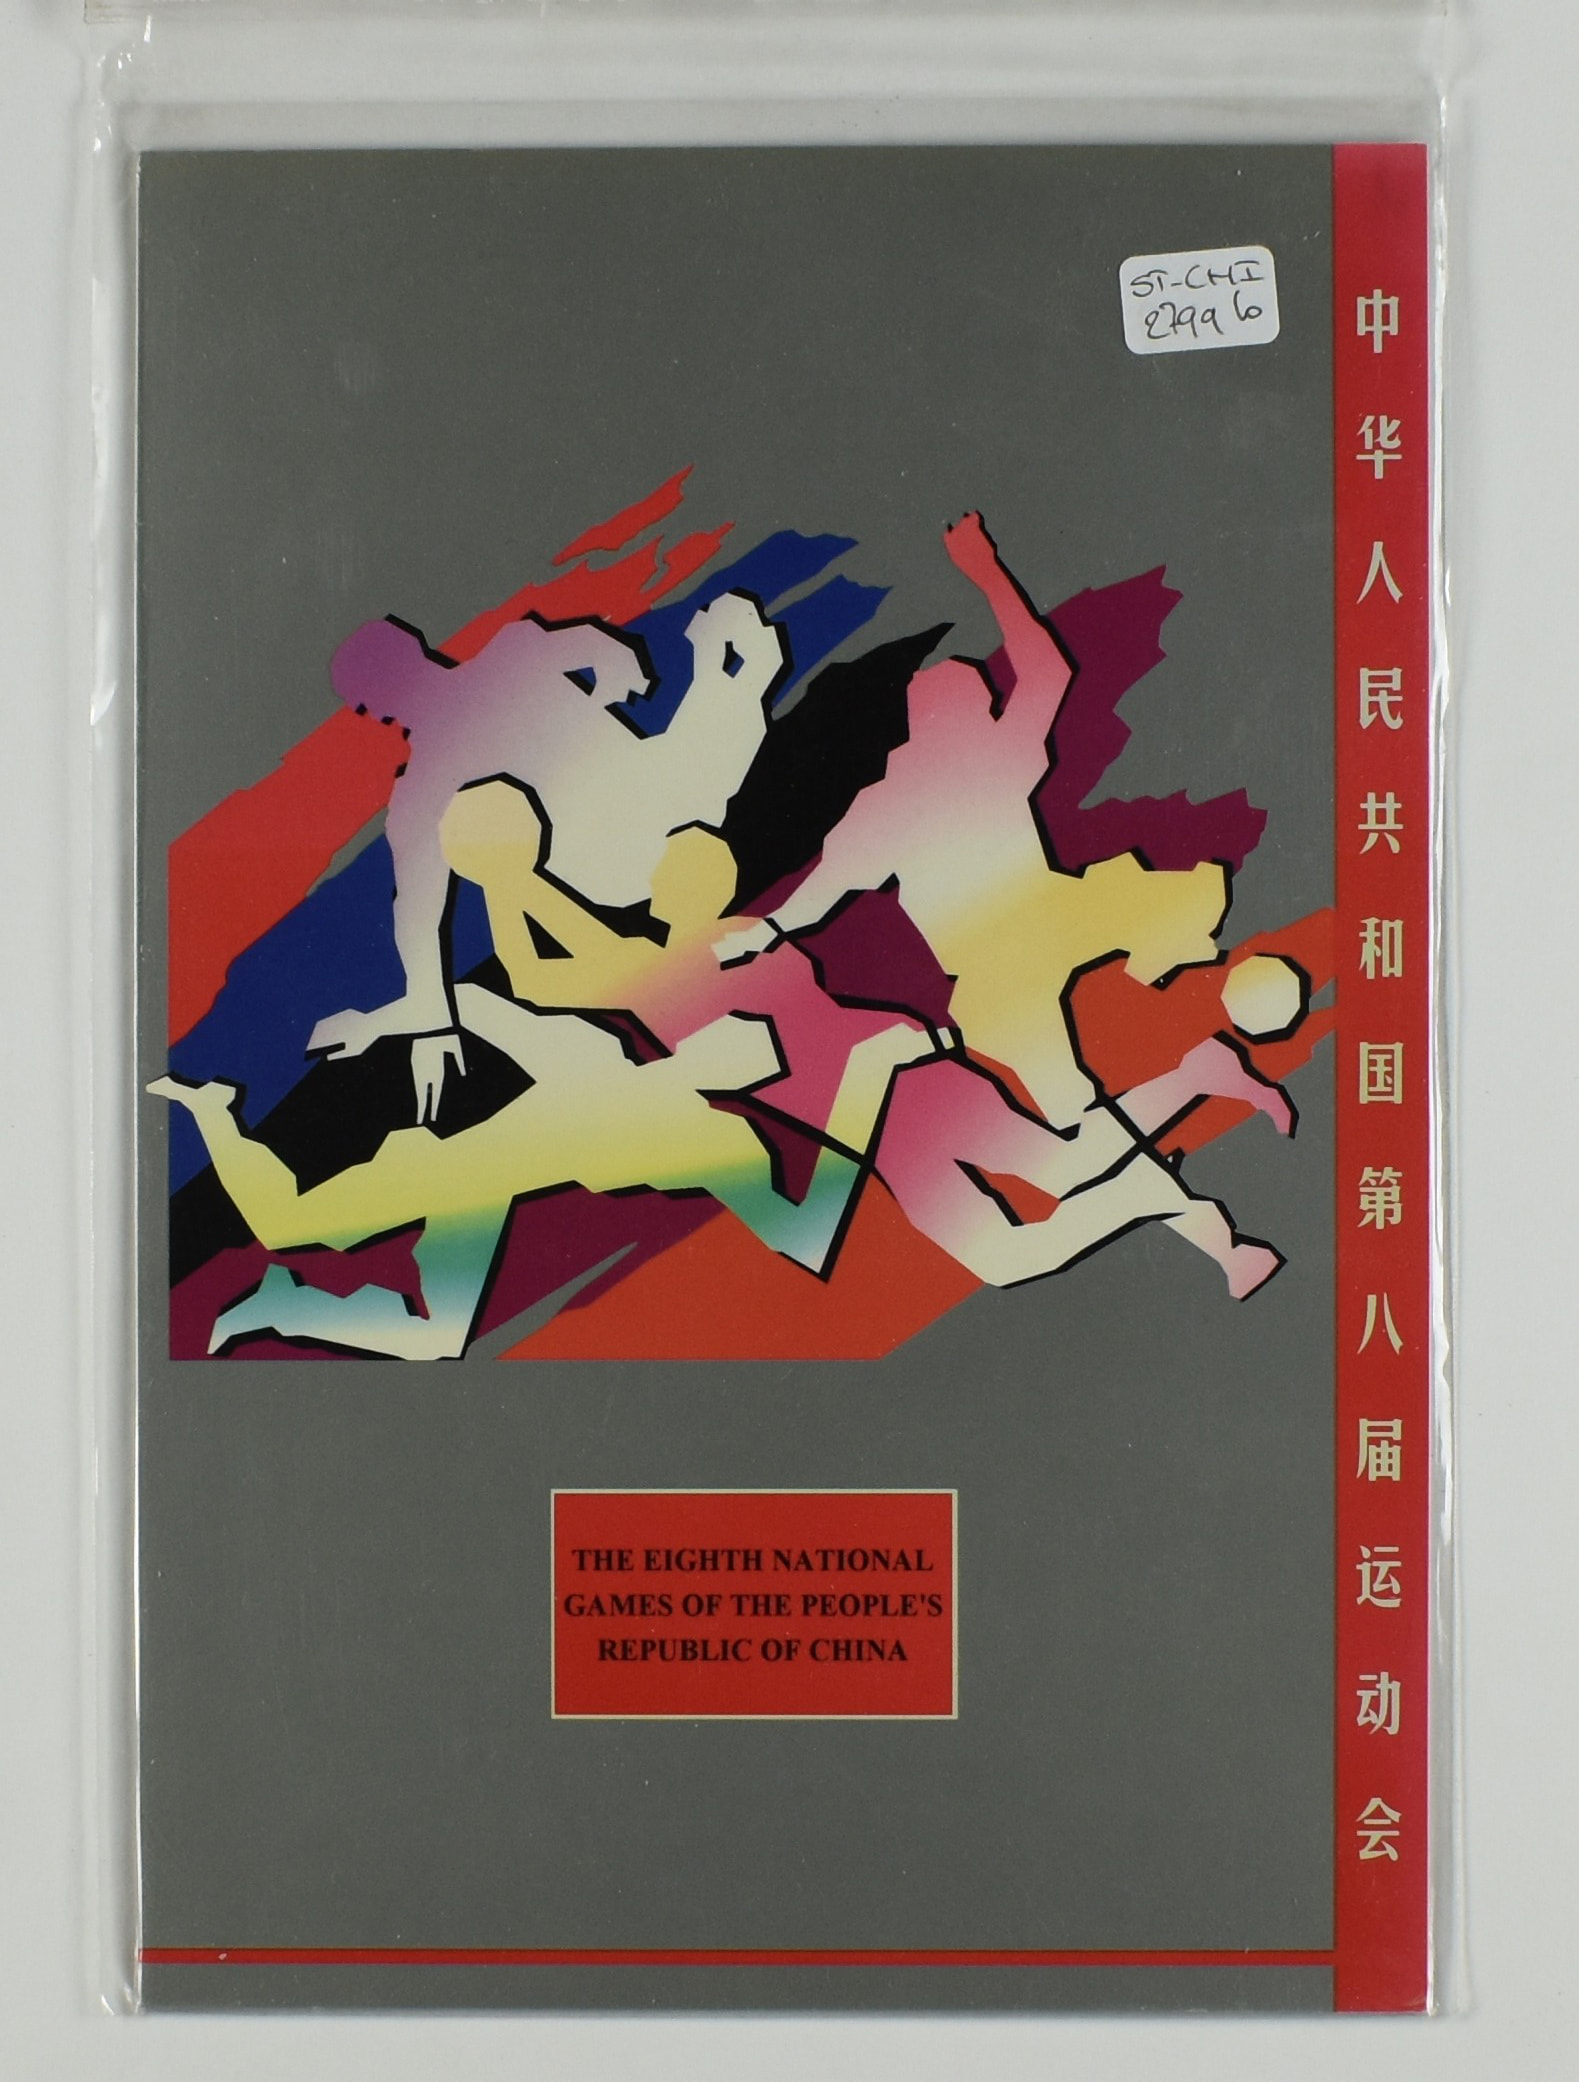 ST-CHI
27996
中华人民共和国第八届运动会
THE EIGHTH NATIONAL
GAMES OF THE PEOPLE'S
REPUBLIC OF CHINA